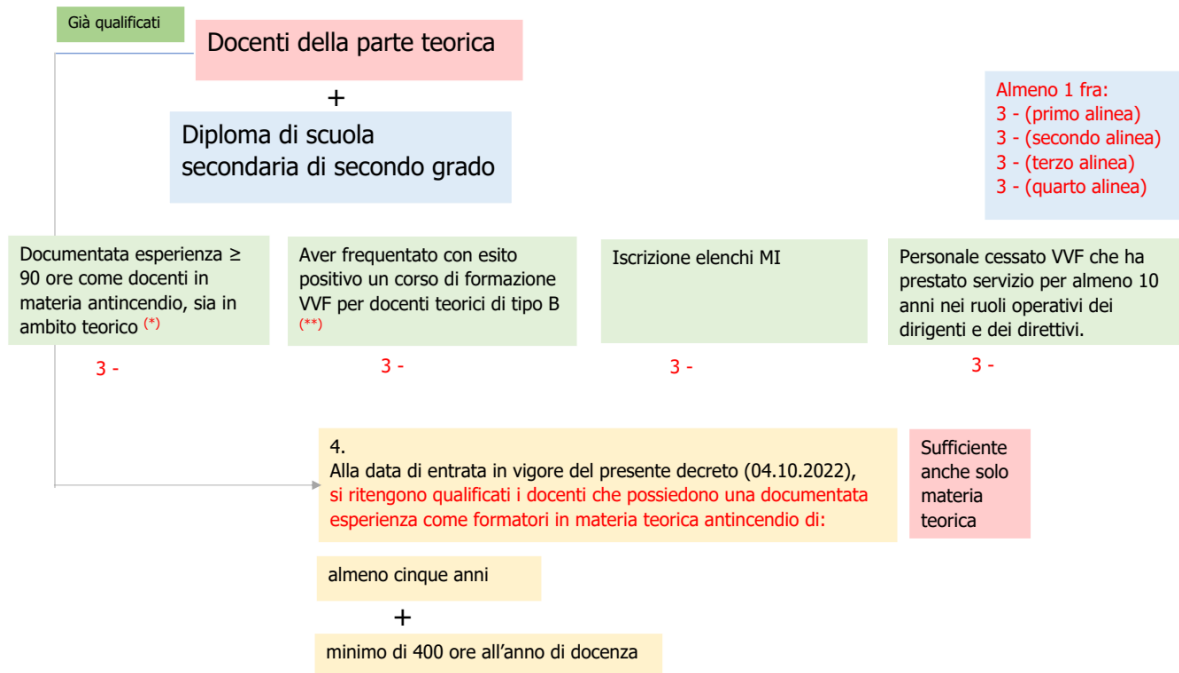 Già qualificati
Docenti della parte teorica
+
Diploma di scuola
secondaria di secondo grado
Almeno 1 fra:
3 - (primo alinea)
3 - (secondo alinea)
3 - (terzo alinea)
3 - (quarto alinea)
Documentata esperienza ≥
90 ore come docenti in
materia antincendio, sia in
ambito teorico (*)
3 -
Aver frequentato con esito
positivo un corso di formazione
VVF per docenti teorici di tipo B
(**)
3 -
Iscrizione elenchi MI
3 -
Personale cessato VVF che ha
prestato servizio per almeno 10
anni nei ruoli operativi dei
dirigenti e dei direttivi.
3 -
4.
Alla data di entrata in vigore del presente decreto (04.10.2022),
si ritengono qualificati i docenti che possiedono una documentata
esperienza come formatori in materia teorica antincendio di:
Sufficiente
anche solo
materia
teorica
almeno cinque anni
+
minimo di 400 ore all’anno di docenza